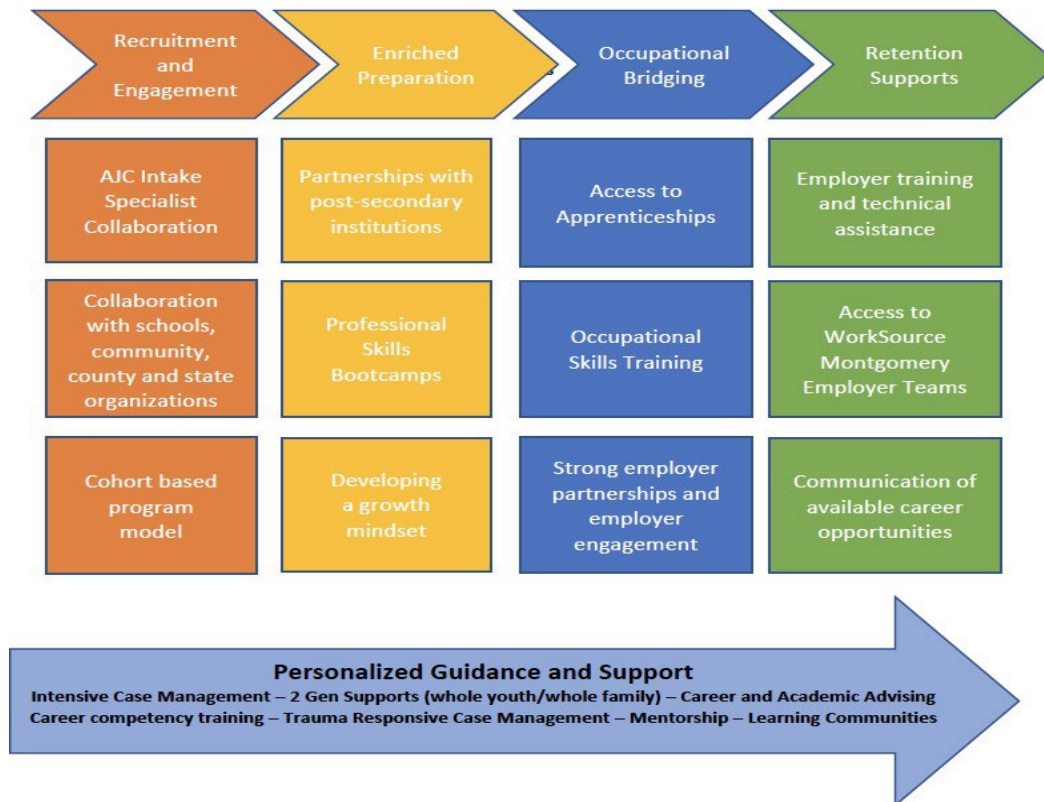 Recruitment
and
Engagement
Enriched
Preparation
Occupational
Bridging
Retention
Supports
AJC Intake
Specialist
Collaboration
Partnerships with
post-secondary
institutions
Access to
Apprenticeships
Employer training
and technical
assistance
Collaboration
with schools,
community,
county and state
organizations
Professional
Skills
Bootcamps
Occupational
Skills Training
Access to
WorkSource
Montgomery
Employer Teams
Cohort based
program
model
Developing
a growth
mindset
Strong employer
partnerships and
employer
engagement
Communication of
available career
opportunities
Personalized Guidance and Support
Intensive Case Management – 2 Gen Supports (whole youth/whole family) – Career and Academic Advising
Career competency training – Trauma Responsive Case Management – Mentorship – Learning Communities